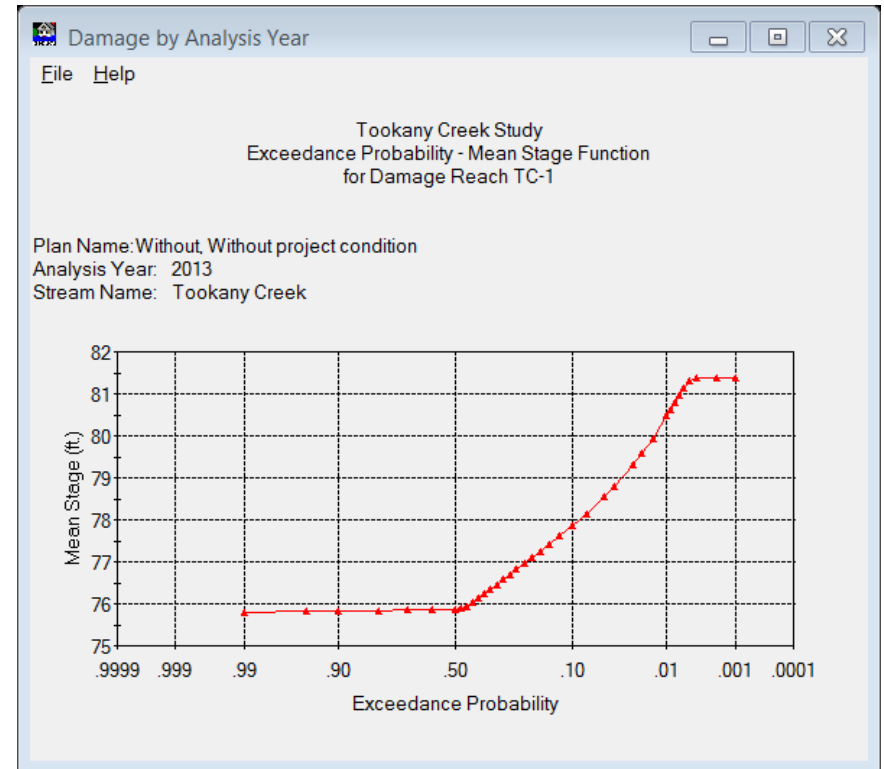 Damage by Analysis Year
File Help
Tookany Creek Study
Exceedance Probability - Mean Stage Function
for Damage Reach TC-1
Plan Name:Without, Without project condition
Analysis Year: 2013
Stream Name: Tookany Creek
82
81
80
79
78
77
76
75
Mean Stage (ft.)
.9999 .999 .99 .90 .50 .10 .01 .001 .0001
Exceedance Probability